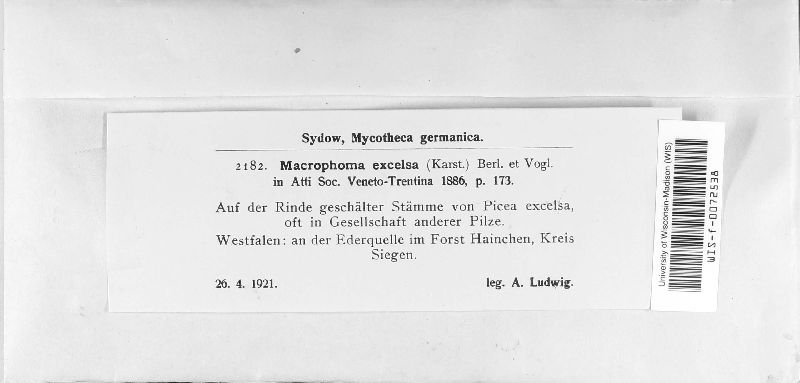 Sydow, Mycotheca germanica.
2182. Macrophoma excelsa (Karst.) Berl. et Vogl.
in Atti Soc. Veneto-Trentina 1886, p. 173.
Auf der Rinde geschälter Stämme von Picea excelsa,
oft in Gesellschaft anderer Pilze.
Westfalen: an der Ederquelle im Forst Hainchen, Kreis
Siegen.
26. 4. 1921. leg. A. Ludwig.
University of Wisconsin-Madison (WIS)
WIS-f-0072538